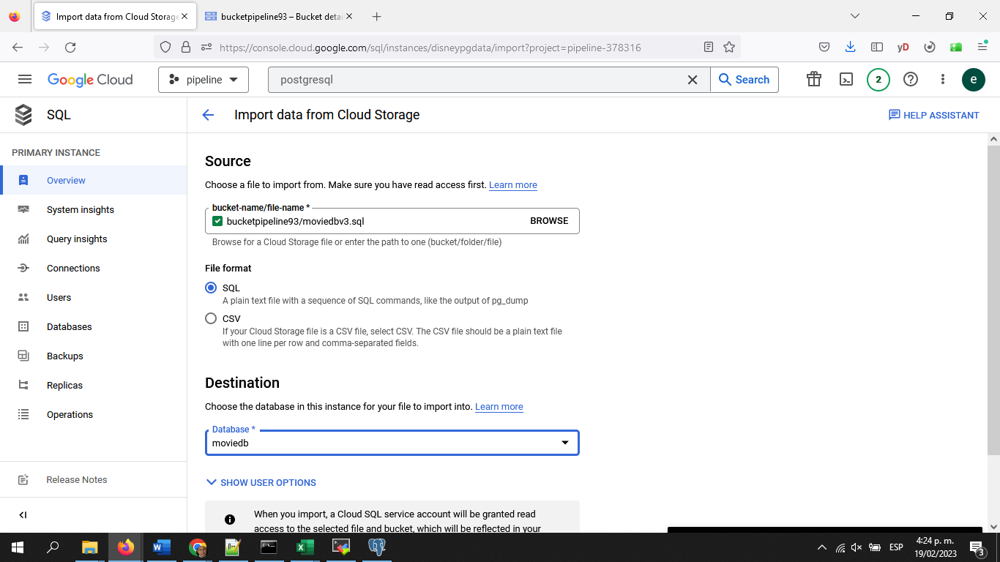 Import data from Cloud Storage
bucketpipeline93 – Bucket detai
https://console.cloud.google.com/sql/instances/disneypgdata/import?project=pipeline-378316
yD
Google Cloud
pipeline
postgresql
Search
2
e
SQL
Import data from Cloud Storage
HELP ASSISTANT
PRIMARY INSTANCE
Overview
System insights
Query insights
Connections
Users
Databases
Backups
Replicas
Operations
Release Notes
Source
Choose a file to import from. Make sure you have read access first. Learn more
bucket-name/file-name *
bucketpipeline93/moviedbv3.sql
BROWSE
Browse for a Cloud Storage file or enter the path to one (bucket/folder/file)
File format
SQL
A plain text file with a sequence of SQL commands, like the output of pg_dump
CSV
If your Cloud Storage file is a CSV file, select CSV. The CSV file should be a plain text file
with one line per row and comma-separated fields.
Destination
Choose the database in this instance for your file to import into. Learn more
Database *
moviedb
SHOW USER OPTIONS
When you import, a Cloud SQL service account will be granted read
access to the selected file and bucket, which will be reflected in your
ESP
4:24 p. m.
19/02/2023
3